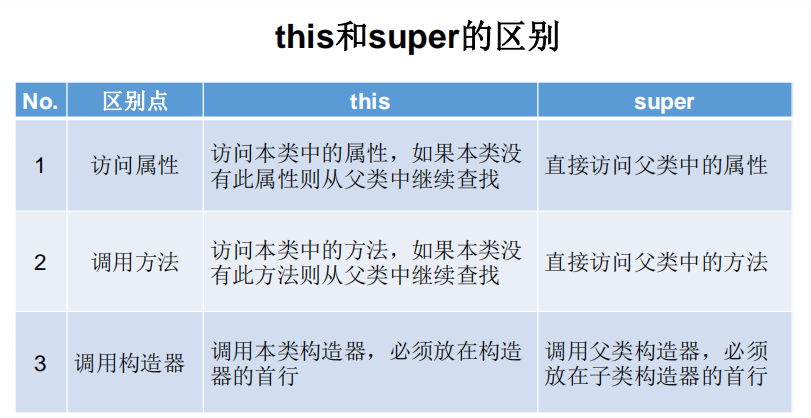 this和super的区别
No. 区别点 this super
1 访问属性 访问本类中的属性，如果本类没有此属性则从父类中继续查找 直接访问父类中的属性
2 调用方法 访问本类中的方法，如果本类没有此方法则从父类中继续查找 直接访问父类中的方法
3 调用构造器 调用本类构造器，必须放在构造器的首行 调用父类构造器，必须放在子类构造器的首行